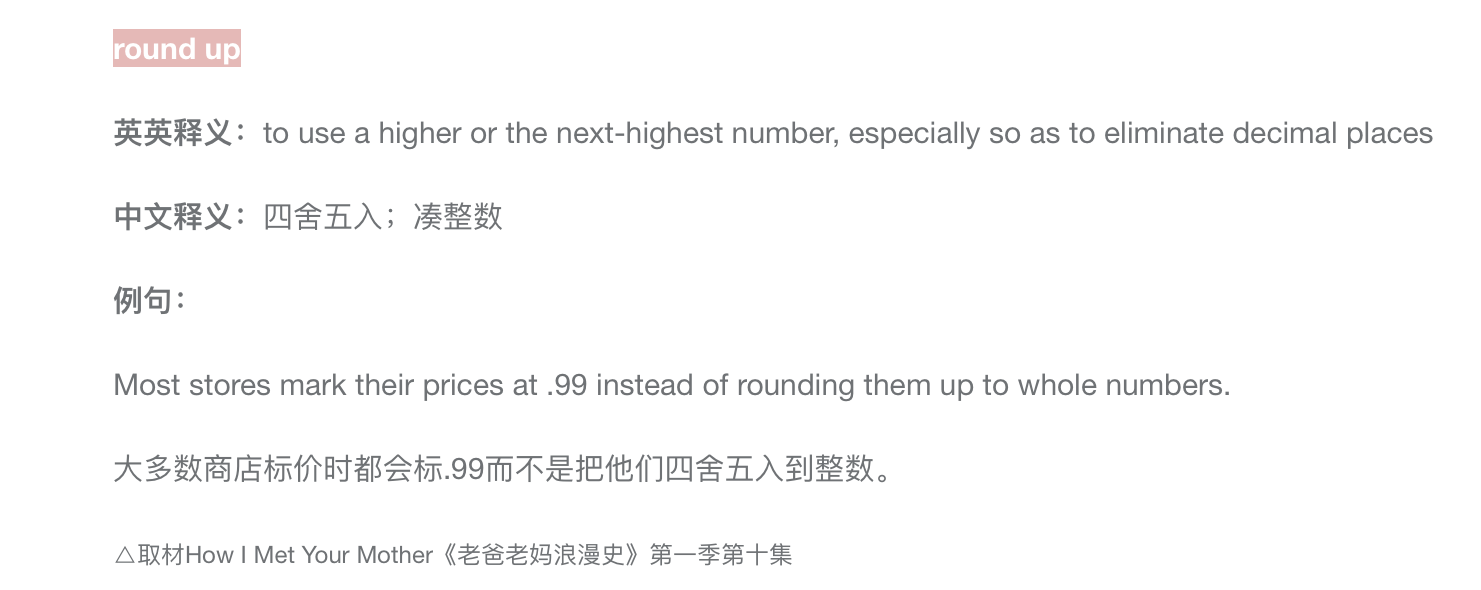 round up
英英释义：to use a higher or the next-highest number, especially so as to eliminate decimal places
中文释义：四舍五入；凑整数
例句：
Most stores mark their prices at .99 instead of rounding them up to whole numbers.
大多数商店标价时都会标.99而不是把他们四舍五入到整数。
△取材How I Met Your Mother《老爸老妈浪漫史》第一季第十集